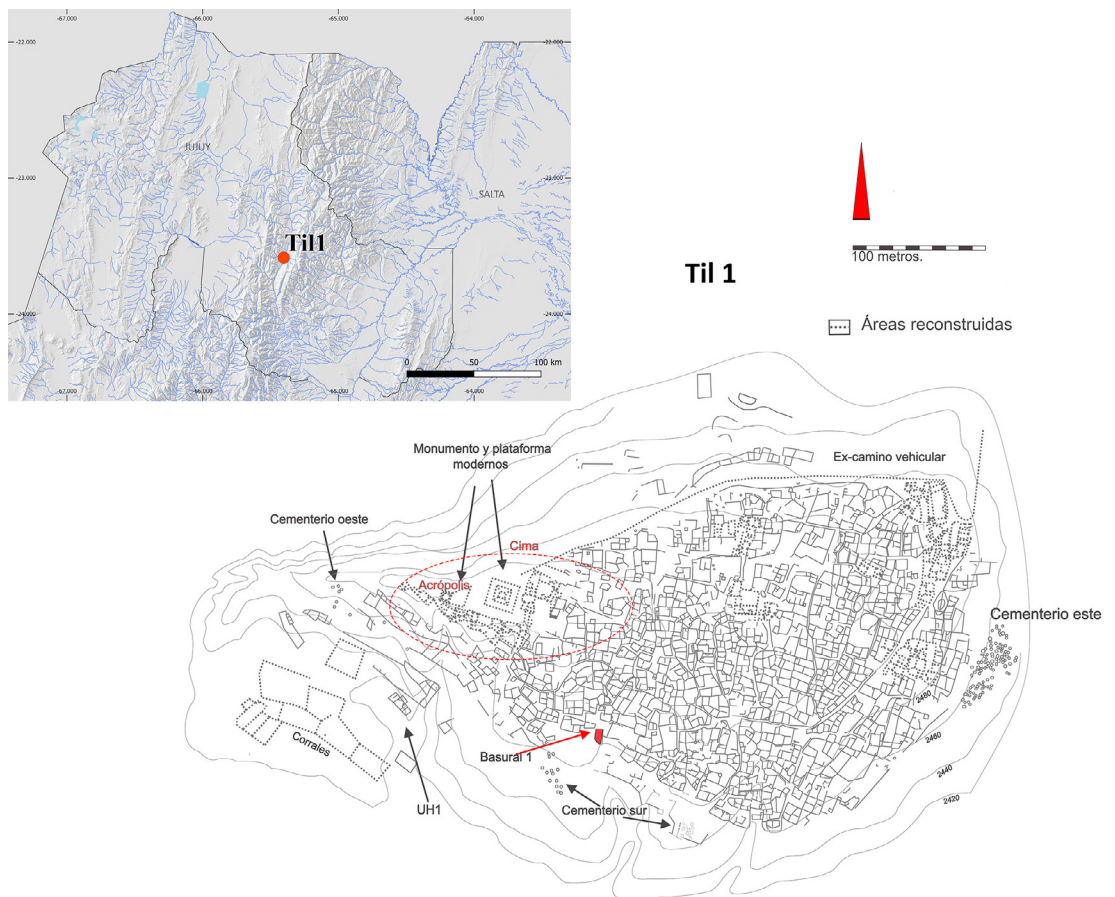 -67.000 -66.000 -65.000 -64.000
-22.000 -22.000
JUJUY
-23.000 -23.000
SALTA
Til1
-24.000 -24.000
0 50 100 km
-67.000 -66.000 -65.000 -64.000
100 metros.
Til 1
Áreas reconstruidas
Monumento y plataforma
modernos
Ex-camino vehicular
Cementerio oeste
Cima
Acrópolis
Cementerio este
2480
2460
2440
2420
Corrales
Basural 1
UH1
Cementerio sur